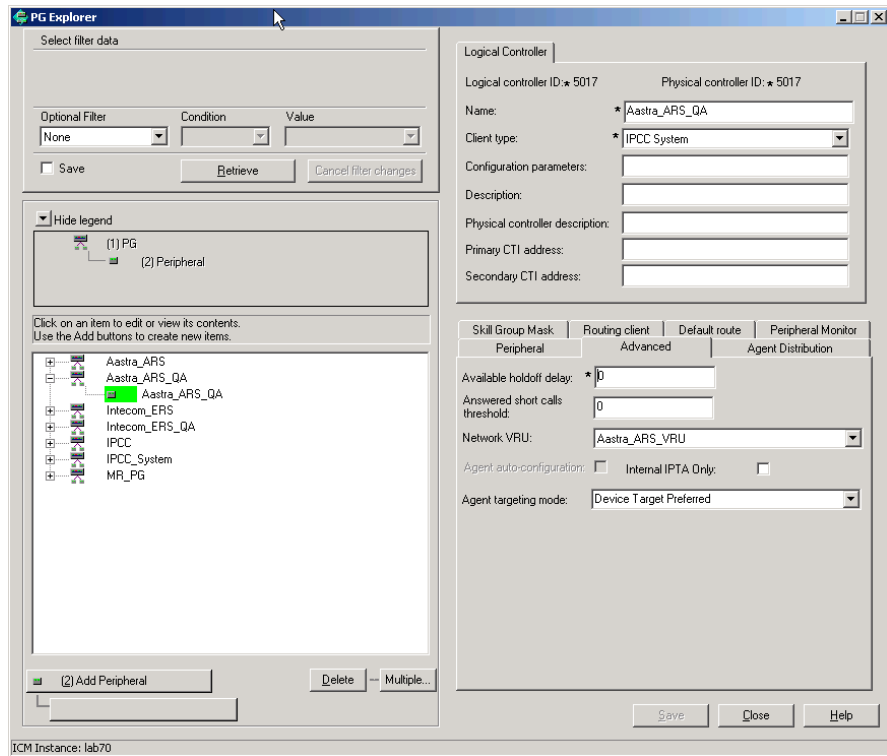 PG Explorer
Select filter data
Optional Filter Condition Value
None
Save Retrieve Cancel filter changes
Hide legend
(1) PG
(2) Peripheral
Click on an item to edit or view its contents.
Use the Add buttons to create new items.
Aastra_ARS
Aastra_ARS_QA
Aastra_ARS_QA
Intecom_ERS
Intecom_ERS_QA
IPCC
IPCC_System
MR_PG
(2) Add Peripheral Delete Multiple...
Logical Controller
Logical controller ID:* 5017 Physical controller ID: * 5017
Name: * Aastra_ARS_QA
Client type: * IPCC System
Configuration parameters:
Description:
Physical controller description:
Primary CTI address:
Secondary CTI address:
Skill Group Mask Routing client Default route Peripheral Monitor
Peripheral Advanced Agent Distribution
Available holdoff delay: * 0
Answered short calls
threshold: 0
Network VRU: Aastra_ARS_VRU
Agent auto-configuration: Internal IPTA Only:
Agent targeting mode: Device Target Preferred
Save Close Help
ICM Instance: lab70